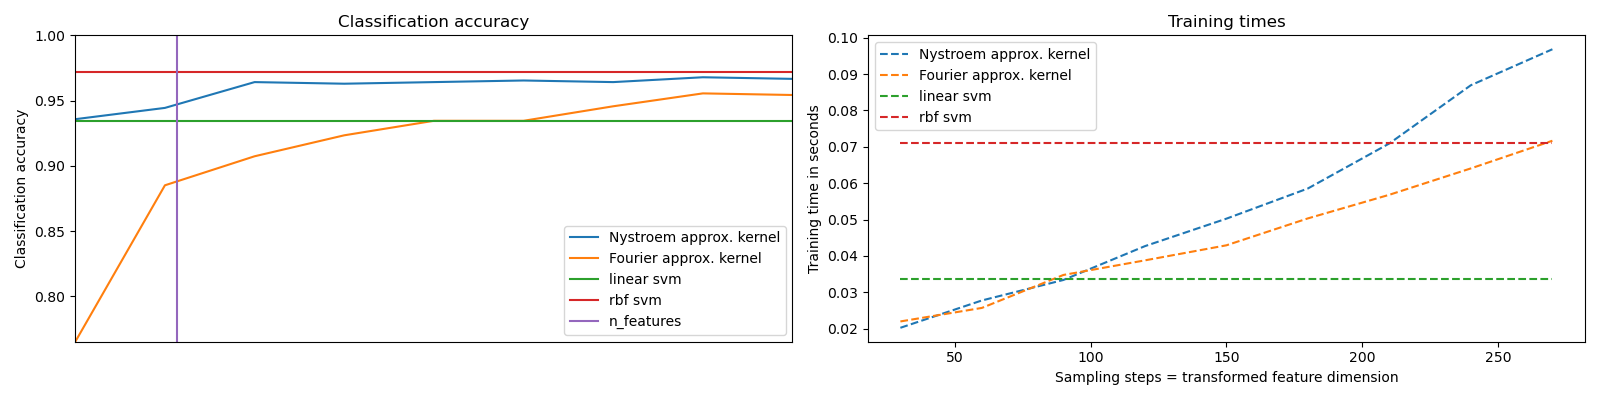 Classification accuracy
Classification accuracy
1.00
0.95
0.90
0.85
0.80
Nystroem approx. kernel
Fourier approx. kernel
linear svm
rbf svm
n_features
Training times
Training time in seconds
0.10
0.09
0.08
0.07
0.06
0.05
0.04
0.03
0.02
Nystroem approx. kernel
Fourier approx. kernel
linear svm
rbf svm
50 100 150 200 250
Sampling steps = transformed feature dimension